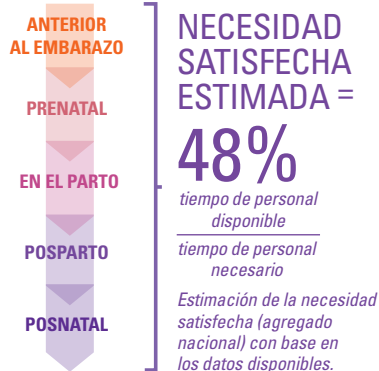 ANTERIOR
AL EMBARAZO
PRENATAL
EN EL PARTO
POSPARTO
POSNATAL
NECESIDAD
SATISFECHA
ESTIMADA =
48%
tiempo de personal
disponible
tiempo de personal
necesario
Estimación de la necesidad
satisfecha (agregado
nacional) con base en
los datos disponibles.